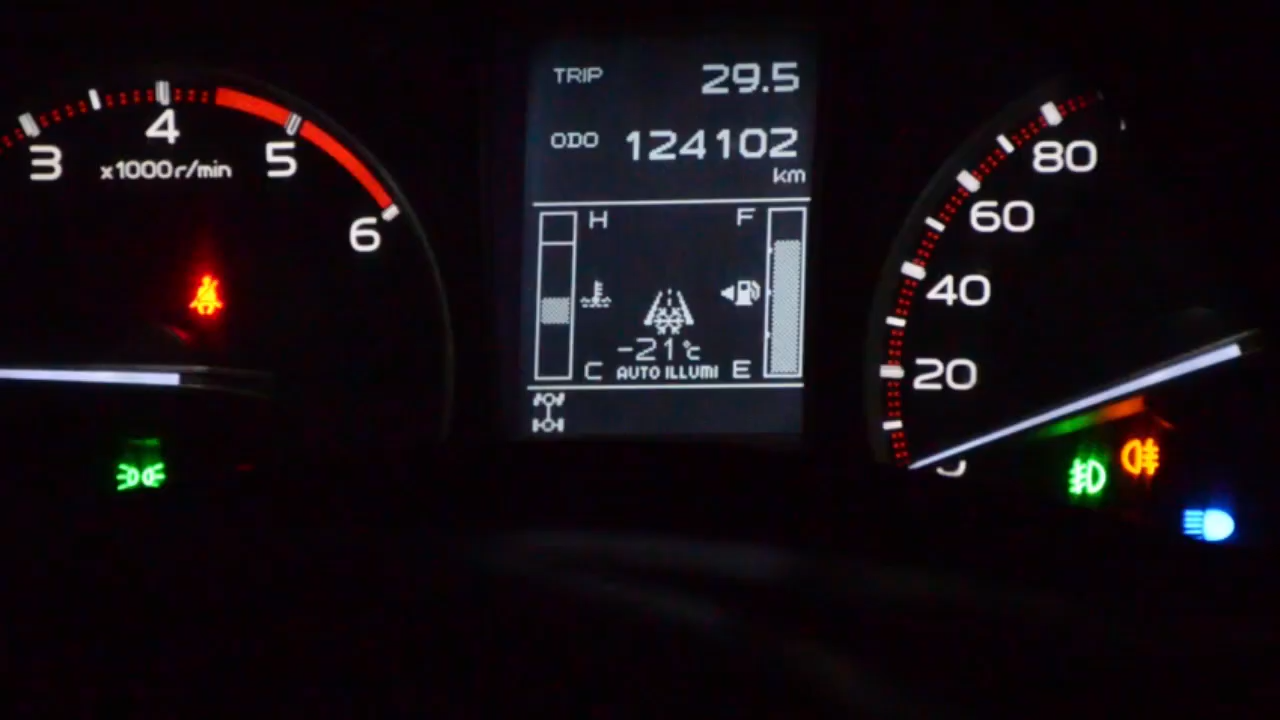 TRIP 29.5
ODO 124102
km
3
4
5
6
x1000r/min
H
C
F
E
-21°C
AUTO ILLUMI
80
60
40
20